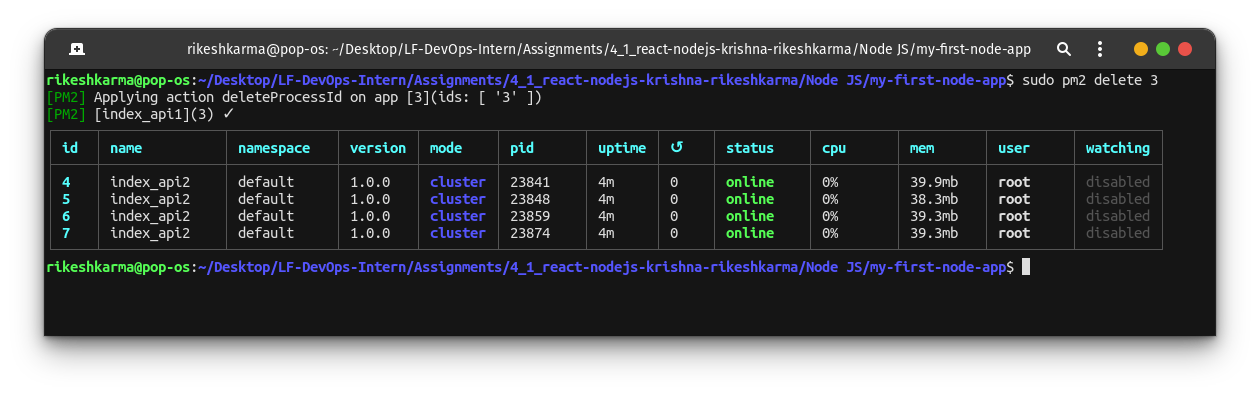 rikeshkarma@pop-os: ~/Desktop/LF-DevOps-Intern/Assignments/4_1_react-nodejs-krishna-rikeshkarma/Node JS/my-first-node-app
rikeshkarma@pop-os:~/Desktop/LF-DevOps-Intern/Assignments/4_1_react-nodejs-krishna-rikeshkarma/Node JS/my-first-node-app$ sudo pm2 delete 3
[PM2] Applying action deleteProcessId on app [3](ids: [ '3' ])
[PM2] [index_api1](3) ✓
id name namespace version mode pid uptime ↺ status cpu mem user watching
4 index_api2 default 1.0.0 cluster 23841 4m 0 online 0% 39.9mb root disabled
5 index_api2 default 1.0.0 cluster 23848 4m 0 online 0% 38.3mb root disabled
6 index_api2 default 1.0.0 cluster 23859 4m 0 online 0% 39.3mb root disabled
7 index_api2 default 1.0.0 cluster 23874 4m 0 online 0% 39.3mb root disabled
rikeshkarma@pop-os:~/Desktop/LF-DevOps-Intern/Assignments/4_1_react-nodejs-krishna-rikeshkarma/Node JS/my-first-node-app$